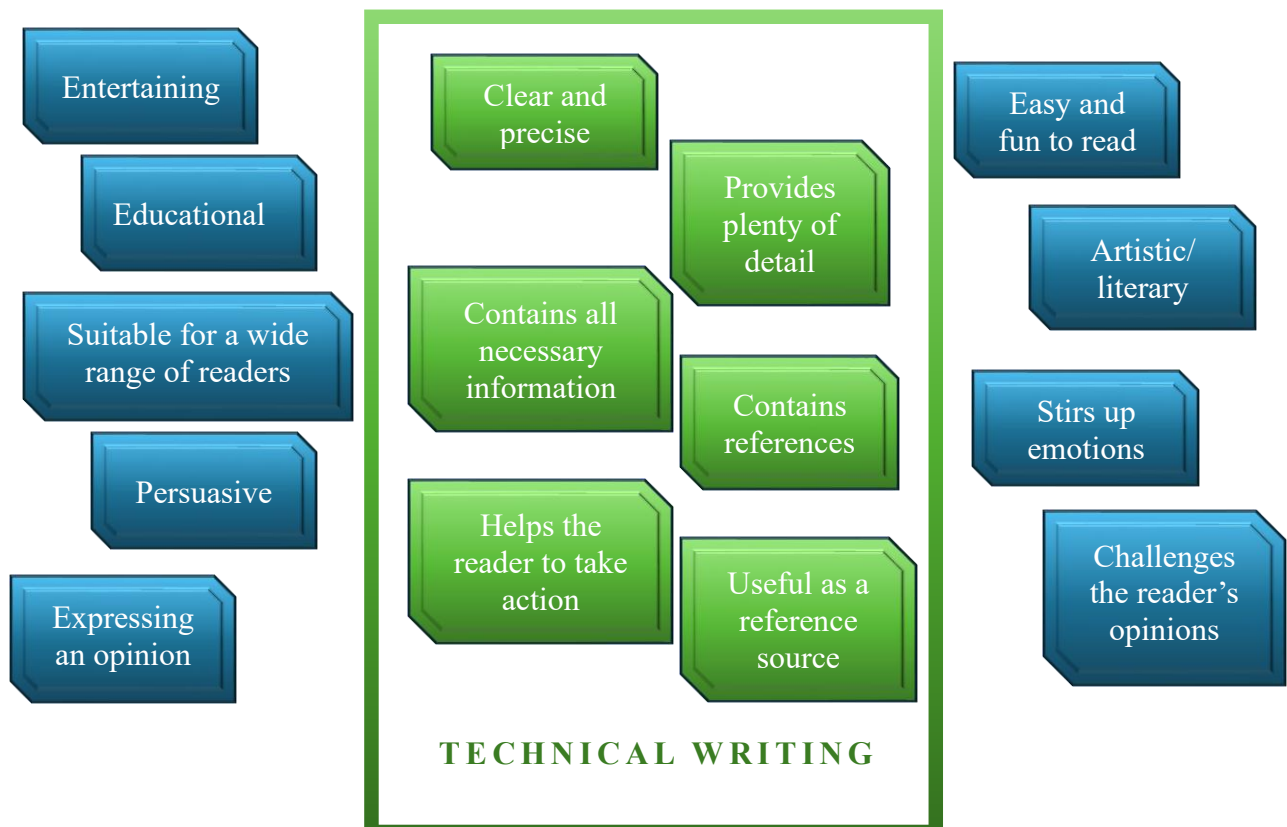 Entertaining
Educational
Suitable for a wide
range of readers
Persuasive
Expressing
an opinion
Clear and
precise
Provides
plenty of
detail
Contains all
necessary
information
Contains
references
Helps the
reader to take
action
Useful as a
reference
source
TECHNICAL WRITING
Easy and
fun to read
Artistic/
literary
Stirs up
emotions
Challenges
the reader’s
opinions